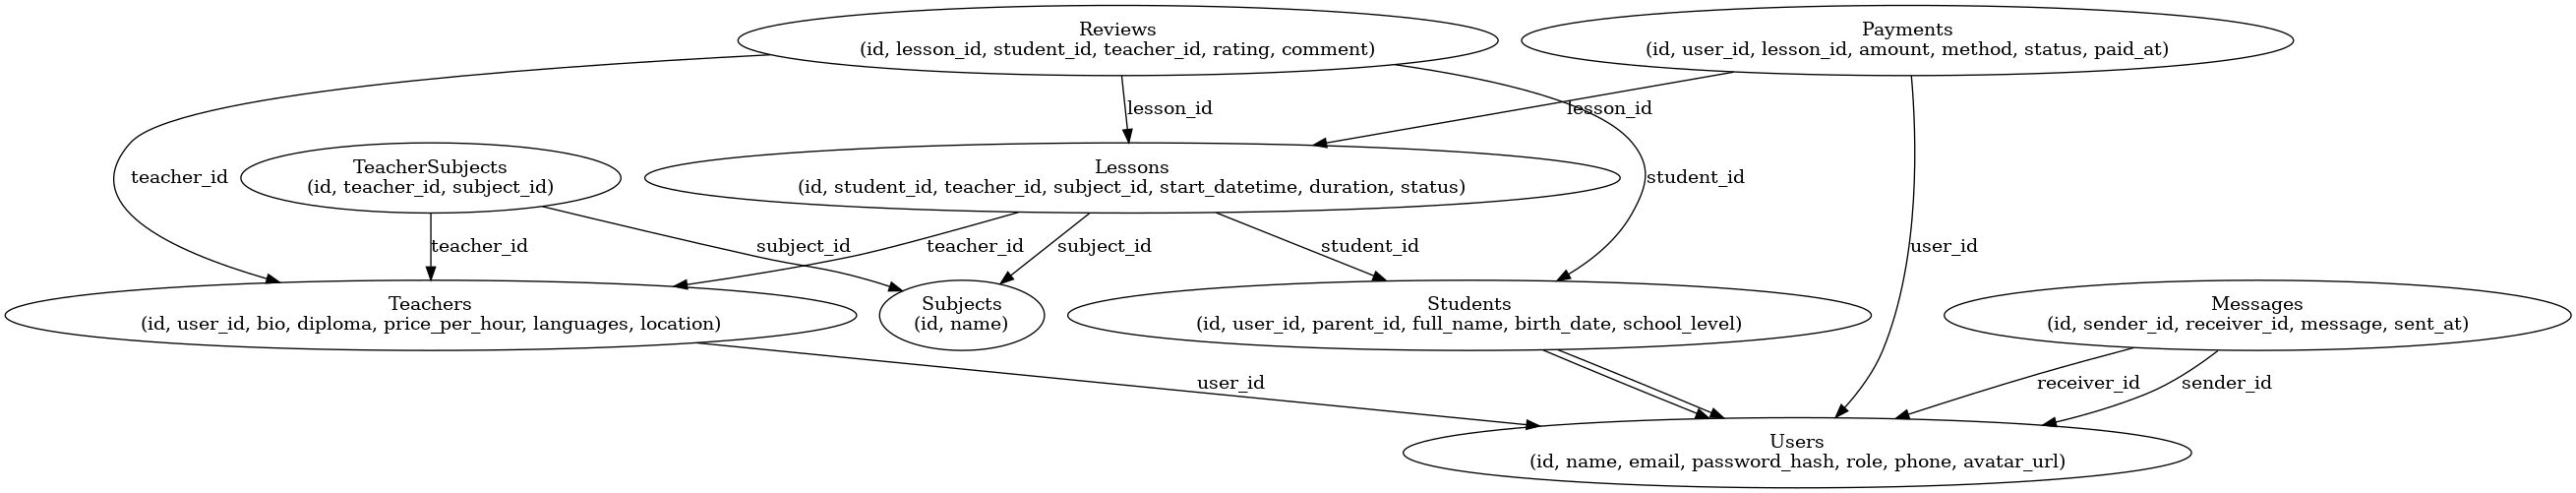 Reviews
(id, lesson_id, student_id, teacher_id, rating, comment)
Payments
(id, user_id, lesson_id, amount, method, status, paid_at)
lesson_id
lesson_id
TeacherSubjects
(id, teacher_id, subject_id)
Lessons
(id, student_id, teacher_id, subject_id, start_datetime, duration, status)
teacher_id
student_id
teacher_id
subject_id
teacher_id
subject_id
student_id
user_id
Teachers
(id, user_id, bio, diploma, price_per_hour, languages, location)
Subjects
(id, name)
Students
(id, user_id, parent_id, full_name, birth_date, school_level)
Messages
(id, sender_id, receiver_id, message, sent_at)
user_id
receiver_id
sender_id
Users
(id, name, email, password_hash, role, phone, avatar_url)